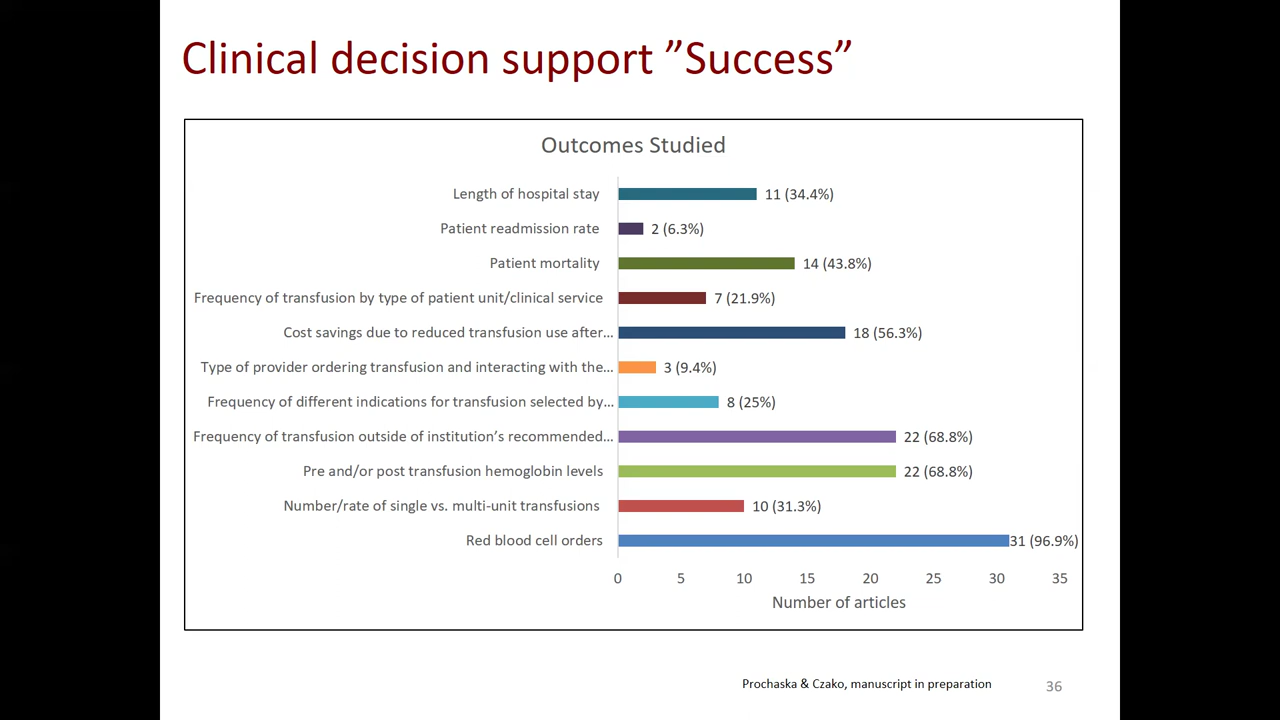 Clinical decision support ”Success”
Outcomes Studied
Length of hospital stay 11 (34.4%)
Patient readmission rate 2 (6.3%)
Patient mortality 14 (43.8%)
Frequency of transfusion by type of patient unit/clinical service 7 (21.9%)
Cost savings due to reduced transfusion use after… 18 (56.3%)
Type of provider ordering transfusion and interacting with the… 3 (9.4%)
Frequency of different indications for transfusion selected by… 8 (25%)
Frequency of transfusion outside of institution’s recommended… 22 (68.8%)
Pre and/or post transfusion hemoglobin levels 22 (68.8%)
Number/rate of single vs. multi-unit transfusions 10 (31.3%)
Red blood cell orders 31 (96.9%)
0 5 10 15 20 25 30 35
Number of articles
Prochaska & Czako, manuscript in preparation 36